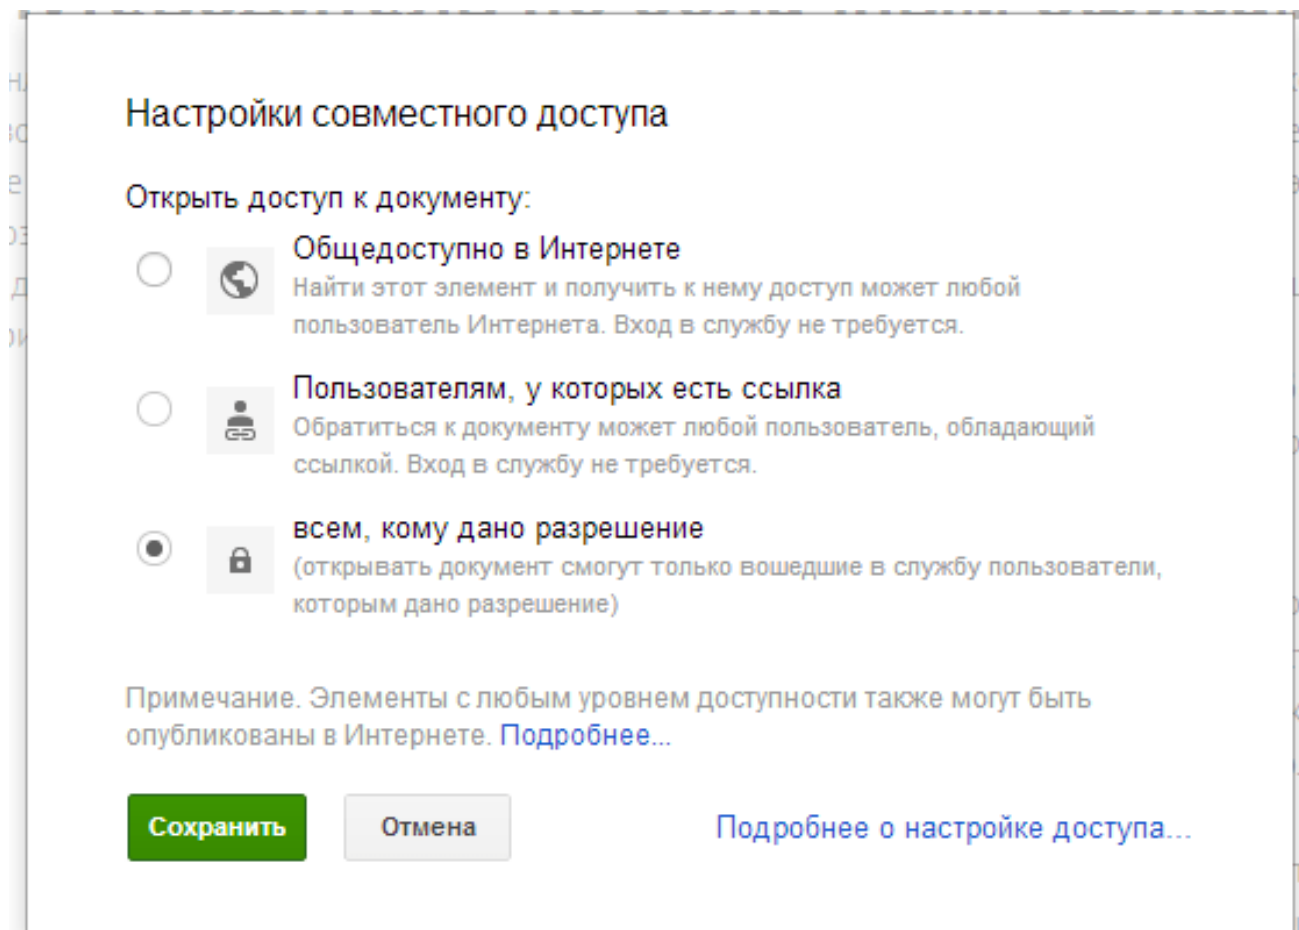 Настройки совместного доступа
Открыть доступ к документу:
Общедоступно в Интернете
Найти этот элемент и получить к нему доступ может любой
пользователь Интернета. Вход в службу не требуется.
Пользователям, у которых есть ссылка
Обратиться к документу может любой пользователь, обладающий
ссылкой. Вход в службу не требуется.
всем, кому дано разрешение
(открывать документ смогут только вошедшие в службу пользователи,
которым дано разрешение)
Примечание. Элементы с любым уровнем доступности также могут быть
опубликованы в Интернете. Подробнее...
Сохранить Отмена Подробнее о настройке доступа...